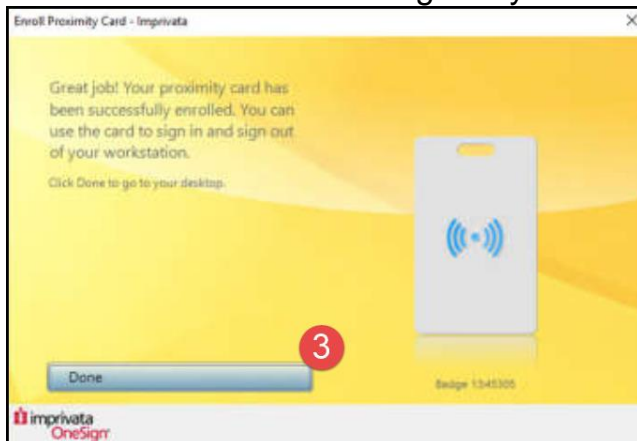 Enroll Proximity Card - Imprivata
Great job! Your proximity card has
been successfully enrolled. You can
use the card to sign in and sign out
of your workstation.
Click Done to go to your desktop.
3
Done
Badge
imprivata
OneSign